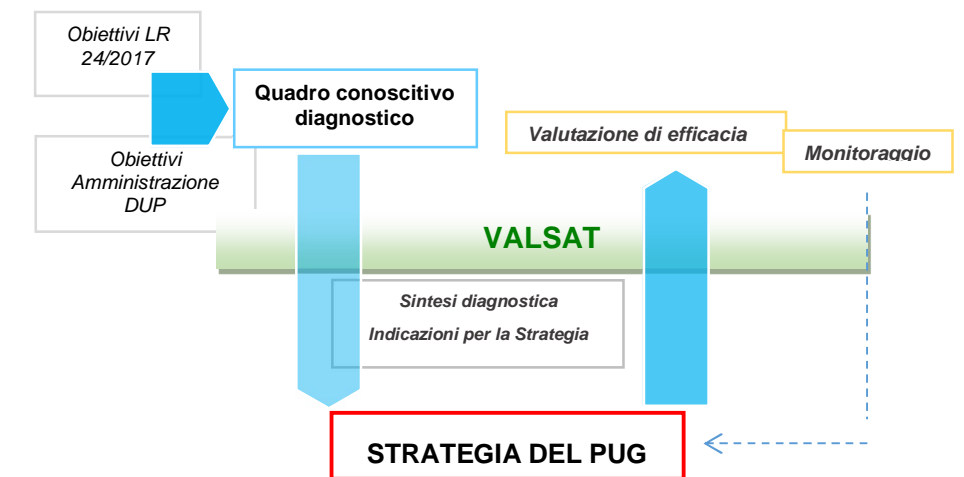 Obiettivi LR
24/2017
Quadro conoscitivo
diagnostico
Obiettivi
Amministrazione
DUP
Valutazione di efficacia
Monitoraggio
VALSAT
Sintesi diagnostica
Indicazioni per la Strategia
STRATEGIA DEL PUG